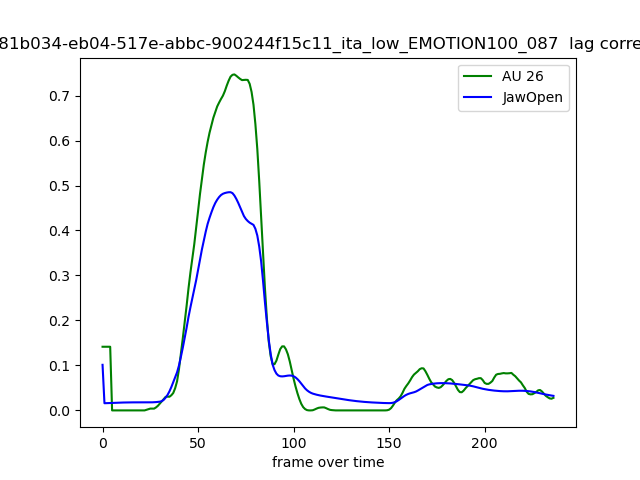 81b034-eb04-517e-abbc-900244f15c11_ita_low_EMOTION100_087 lag corre
AU 26
JawOpen
0.7
0.6
0.5
0.4
0.3
0.2
0.1
0.0
0 50 100 150 200
frame over time